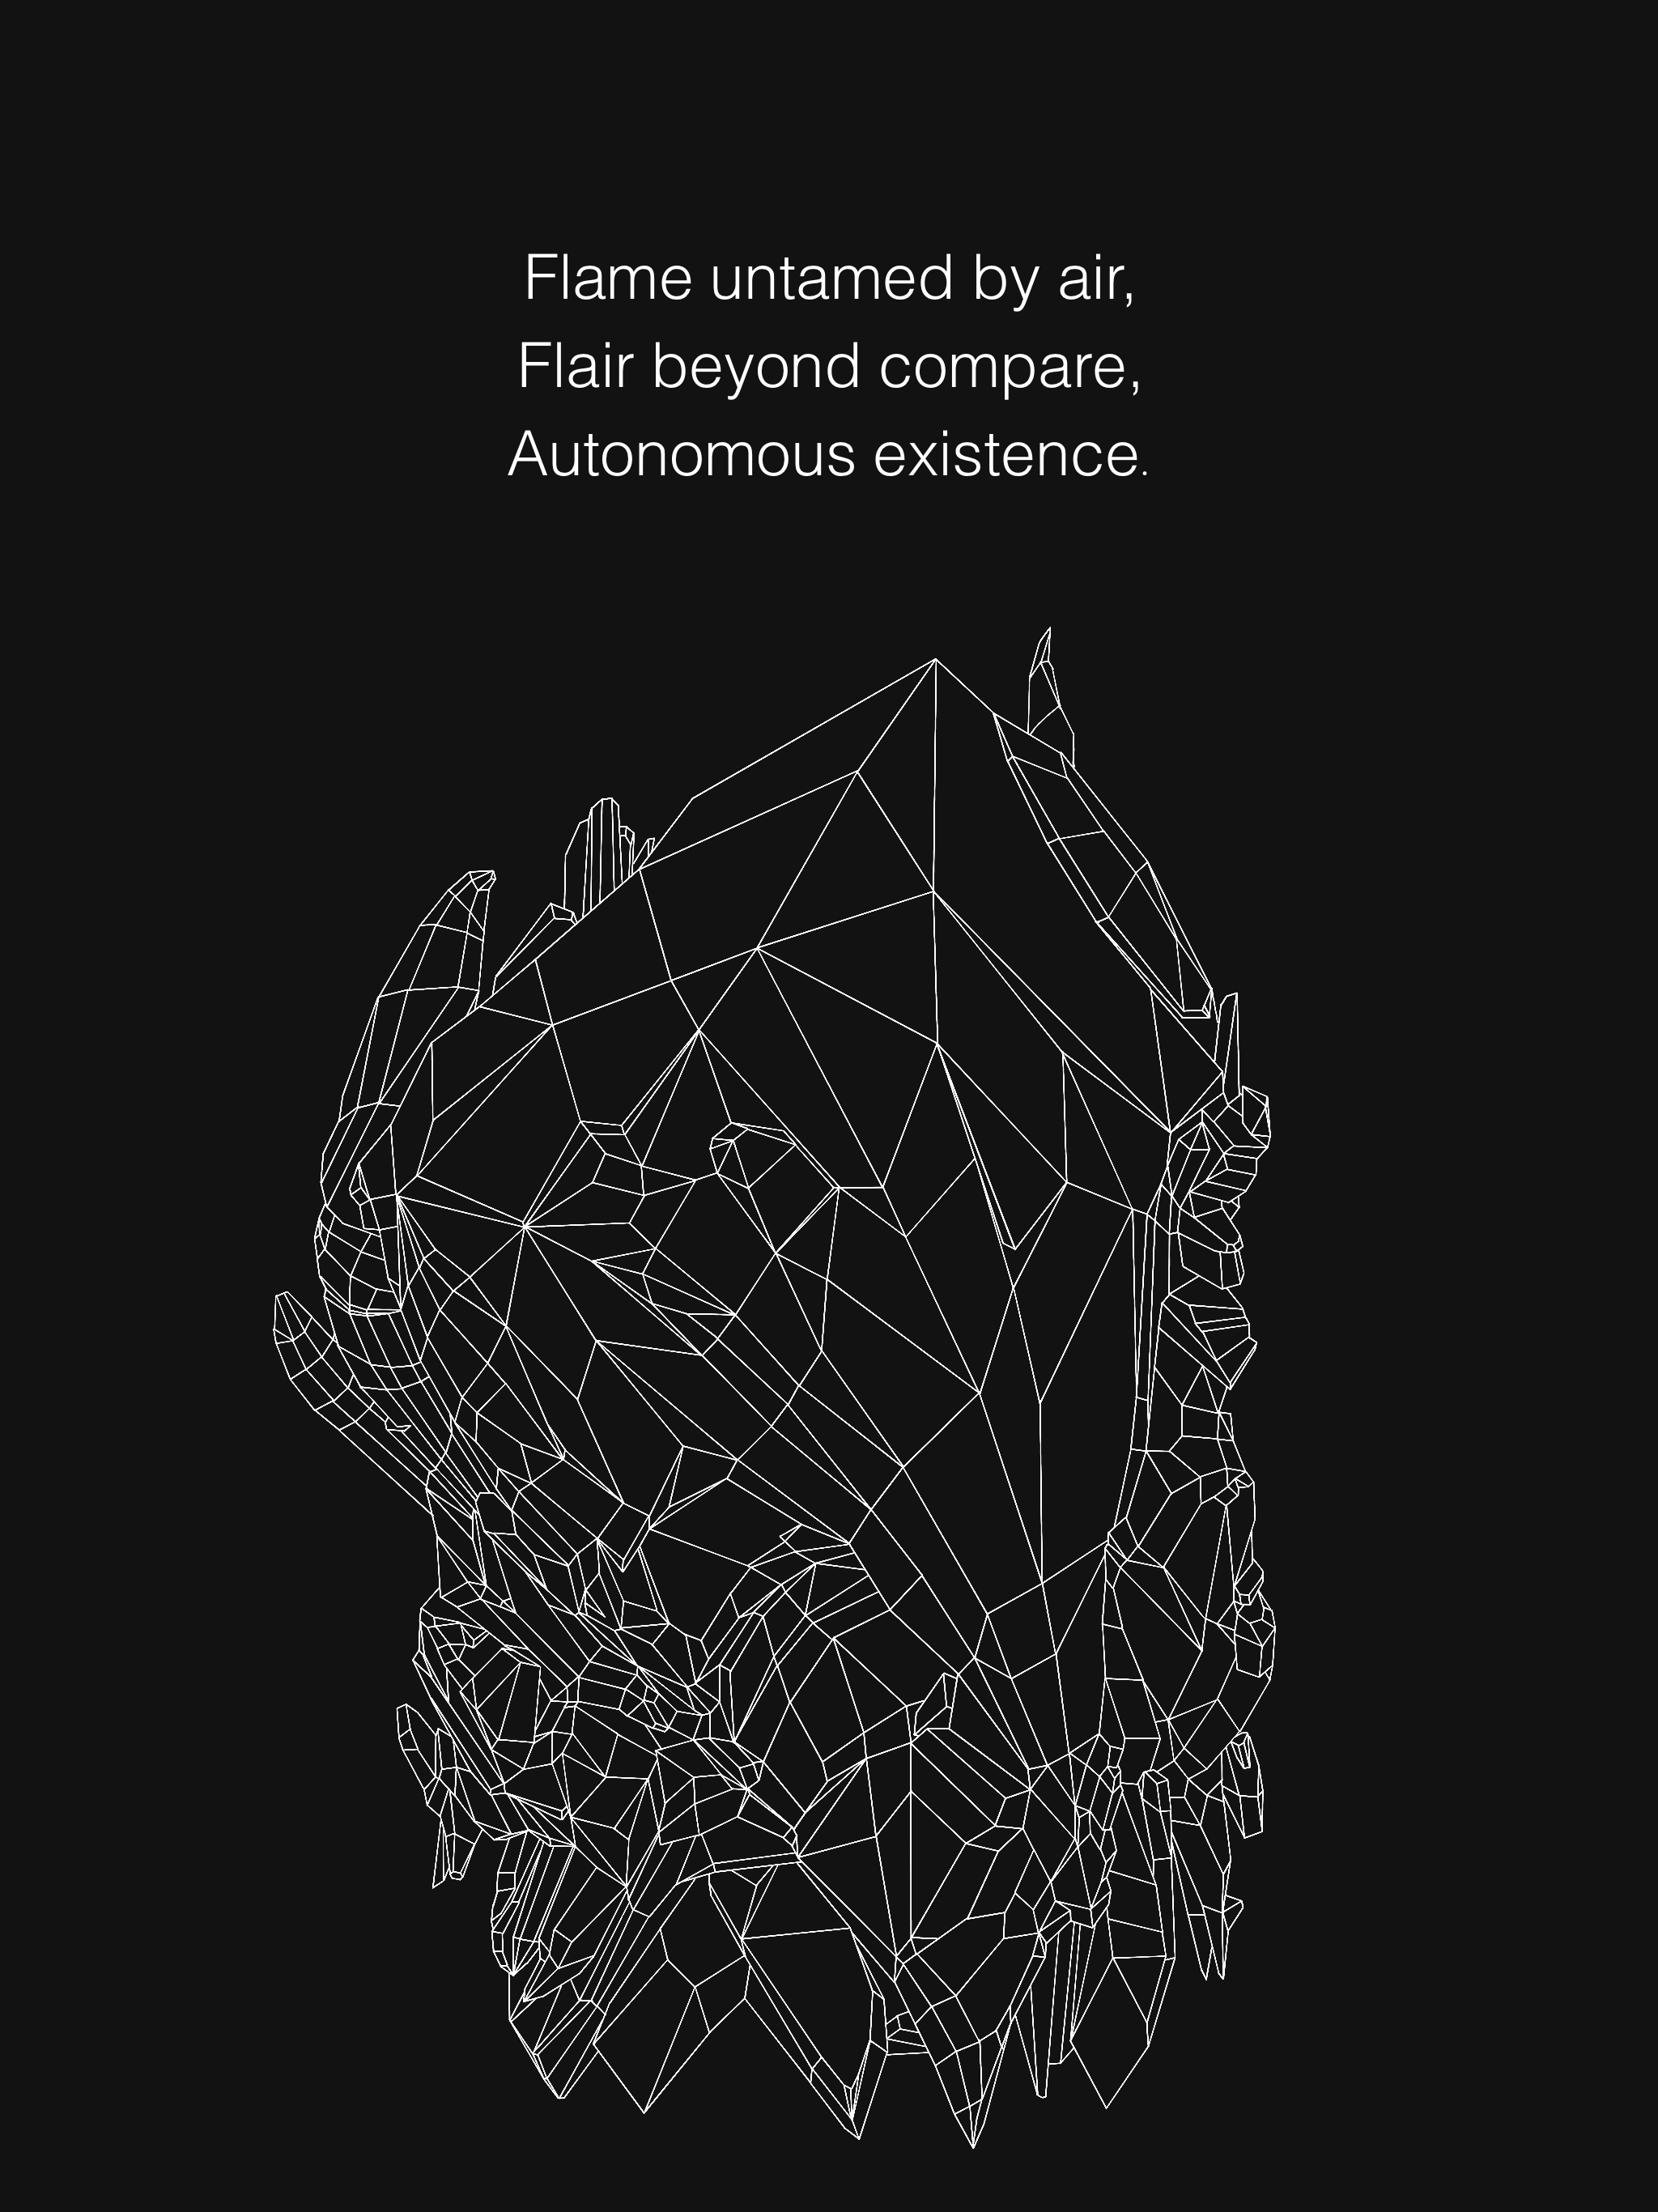 Flame untamed by air,
Flair beyond compare,
Autonomous existence.